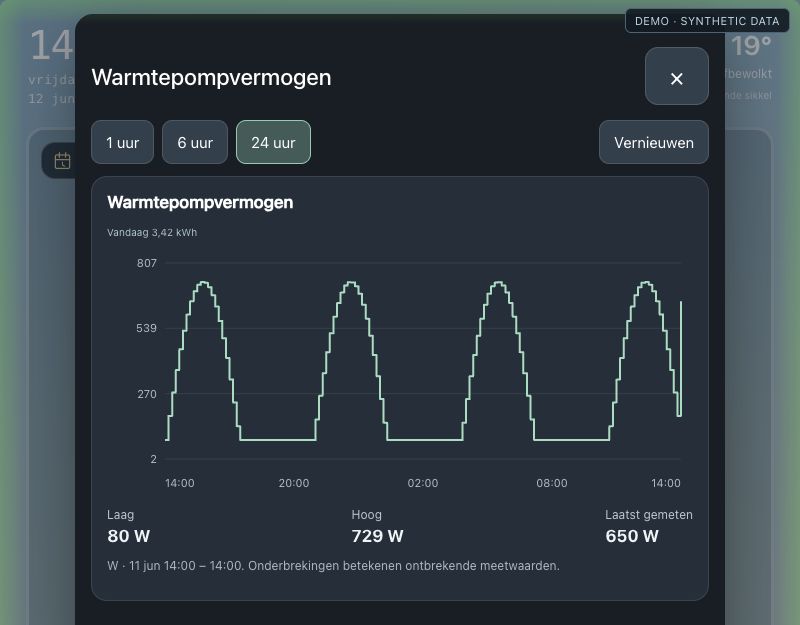 DEMO · SYNTHETIC DATA
14
19°
vrijda
12 jun
fbewolkt
nde sikkel
Warmtepompvermogen
×
1 uur
6 uur
24 uur
Vernieuwen
Warmtepompvermogen
Vandaag 3,42 kWh
807
539
270
2
14:00 20:00 02:00 08:00 14:00
Laag Hoog Laatst gemeten
80 W 729 W 650 W
W · 11 jun 14:00 – 14:00. Onderbrekingen betekenen ontbrekende meetwaarden.